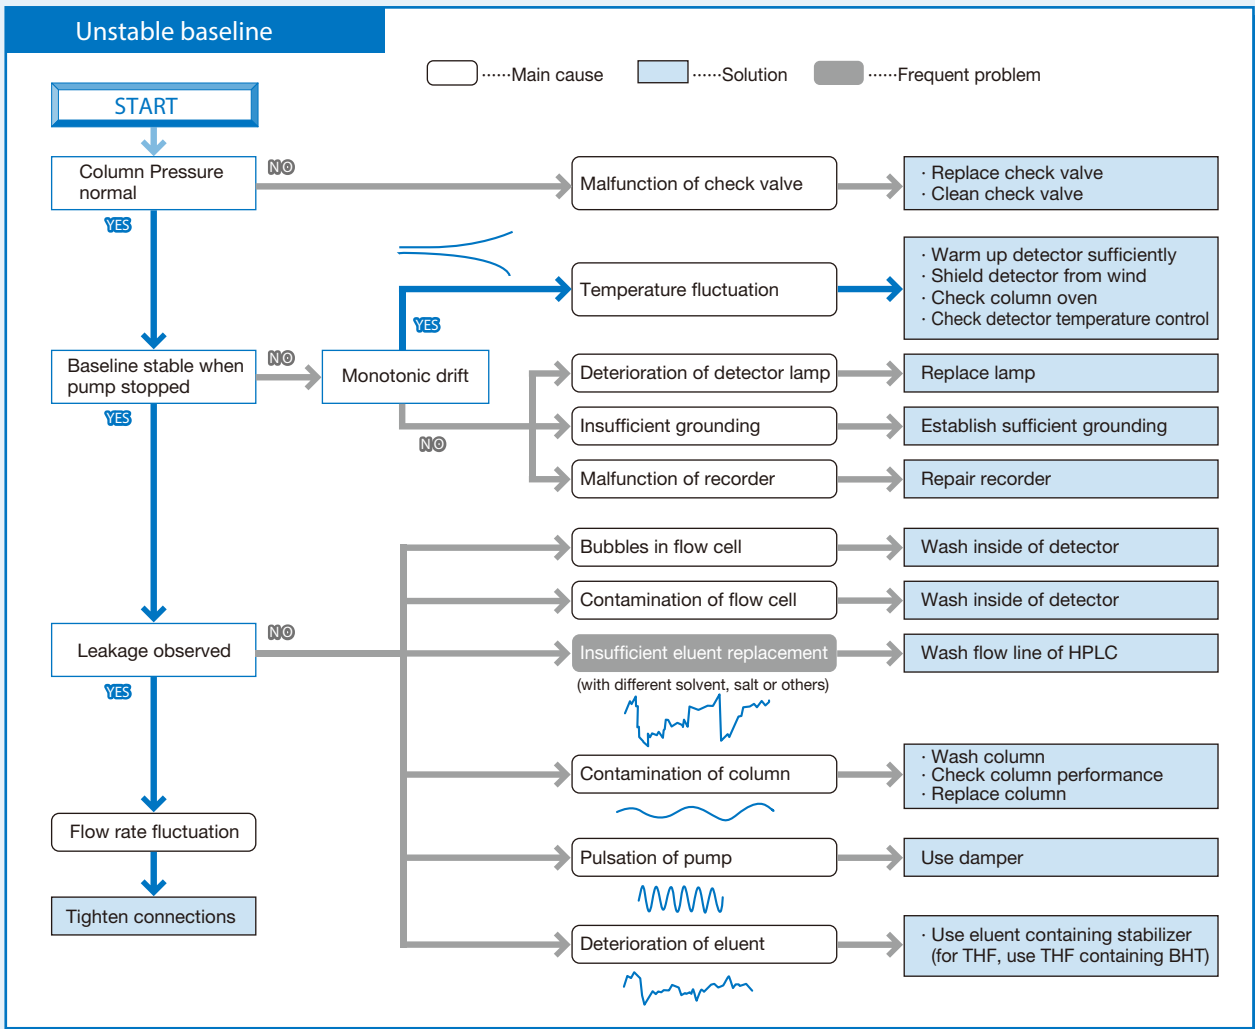 Unstable baseline
······Main cause
······Solution
······Frequent problem
START
Column Pressure
normal
NO
Malfunction of check valve
· Replace check valve
· Clean check valve
YES
Temperature fluctuation
· Warm up detector sufficiently
· Shield detector from wind
· Check column oven
· Check detector temperature control
YES
Baseline stable when
pump stopped
NO
Monotonic drift
Deterioration of detector lamp
Replace lamp
YES
NO
Insufficient grounding
Establish sufficient grounding
Malfunction of recorder
Repair recorder
Bubbles in flow cell
Wash inside of detector
Contamination of flow cell
Wash inside of detector
Leakage observed
NO
Insufficient eluent replacement
(with different solvent, salt or others)
Wash flow line of HPLC
YES
Contamination of column
· Wash column
· Check column performance
· Replace column
Flow rate fluctuation
Pulsation of pump
Use damper
Tighten connections
Deterioration of eluent
· Use eluent containing stabilizer
(for THF, use THF containing BHT)